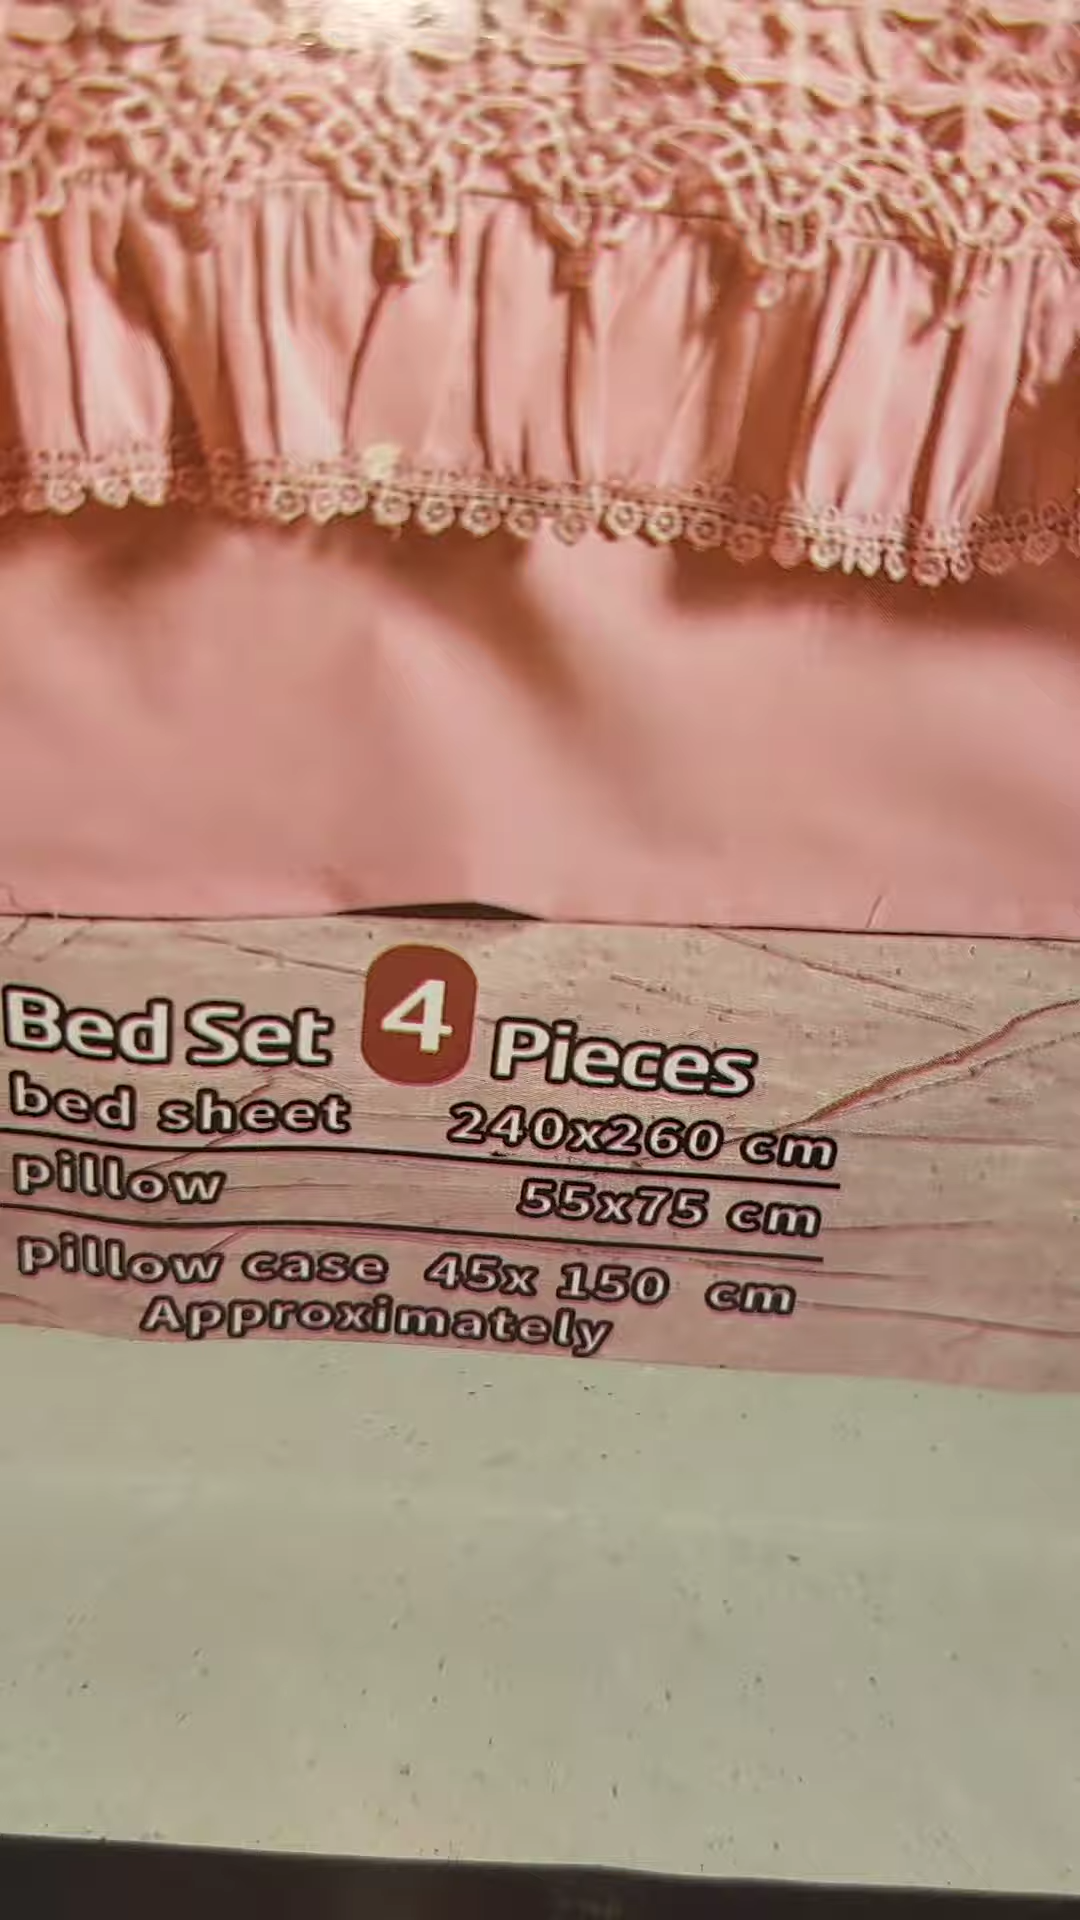 Bed Set 4 Pieces
bed sheet 240x260 cm
pillow 55x75 cm
pillow case 45x 150 cm
Approximately